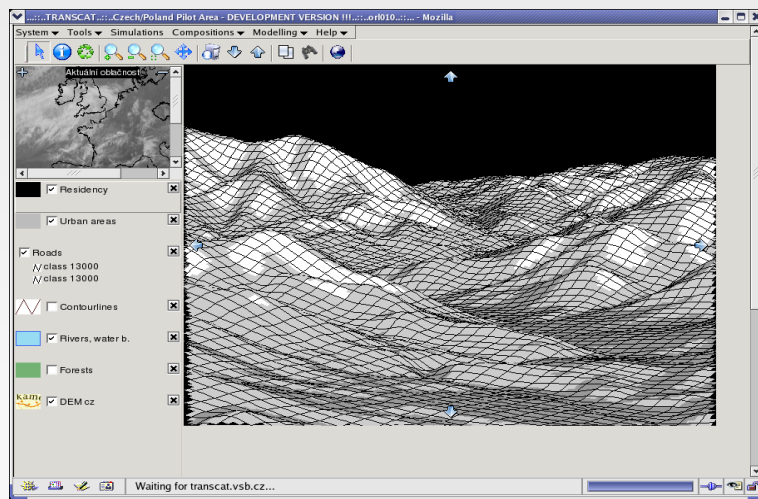 ...::..TRANSCAT..::..Czech/Poland Pilot Area - DEVELOPMENT VERSION !!!..::..orl010..::... - Mozilla
System Tools Simulations Compositions Modelling Help
Aktuální oblačnost
Residency
Urban areas
Roads
class 13000
class 13000
Contourlines
Rivers, water b.
Forests
DEM cz
Waiting for transcat.vsb.cz...